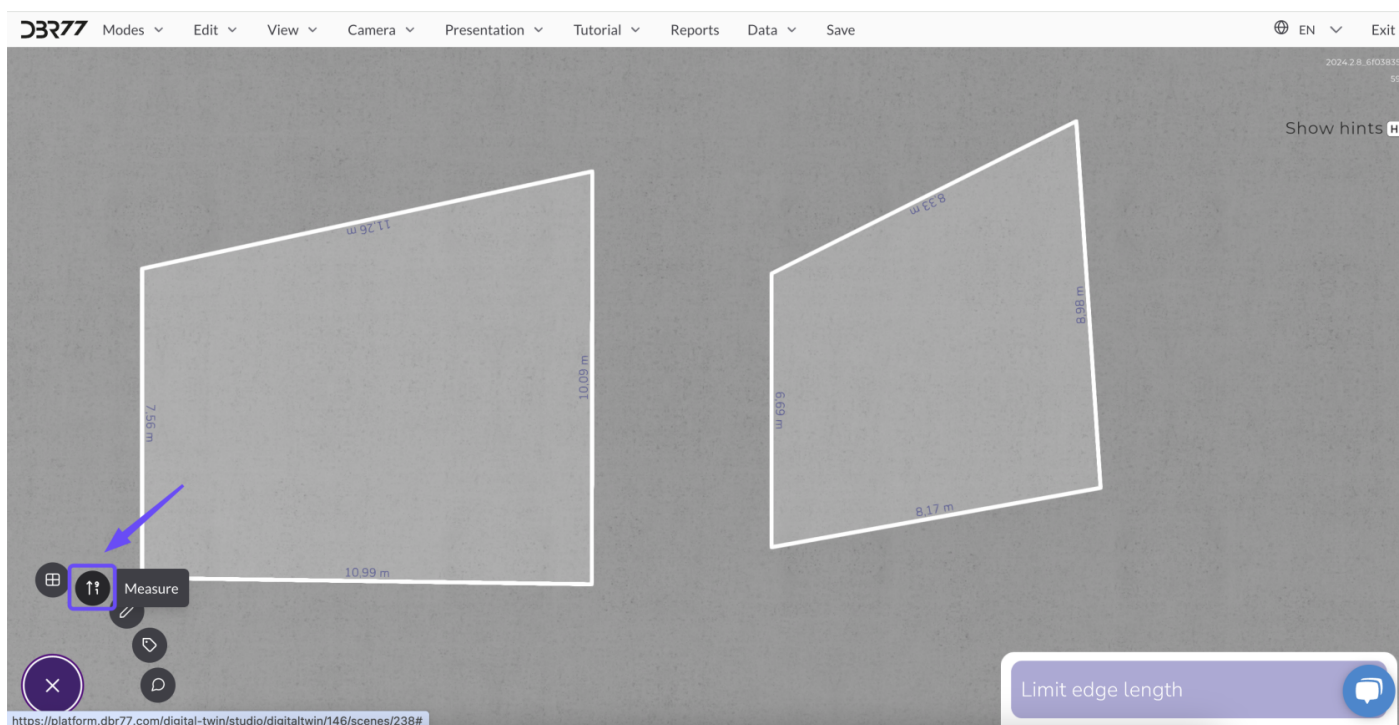 DBR77 Modes Edit View Camera Presentation Tutorial Reports Data Save EN Exit
Show hints H
11,26 m
8,33 m
8,98 m
10,09 m
7,56 m
6,69 m
8,17 m
10,99 m
Measure
Limit edge length
https://platform.dbr77.com/digital-twin/studio/digitaltwin/146/scenes/238#